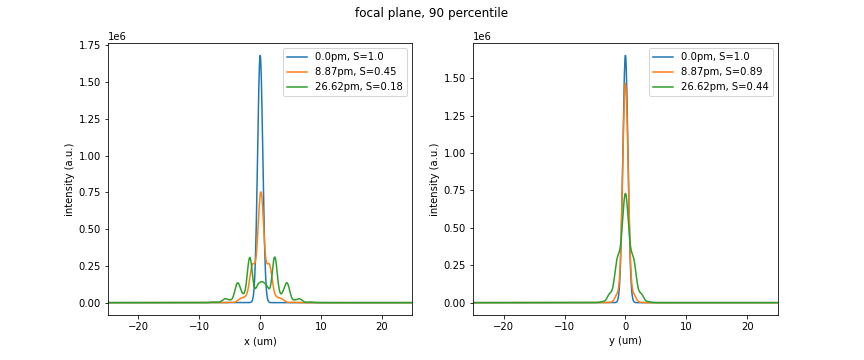 focal plane, 90 percentile
1e6
1.75
1.50
1.25
1.00
0.75
0.50
0.25
0.00
intensity (a.u.)
0.0pm, S=1.0
8.87pm, S=0.45
26.62pm, S=0.18
−20
−10
0
10
20
x (um)
1e6
1.50
1.25
1.00
0.75
0.50
0.25
0.00
intensity (a.u.)
0.0pm, S=1.0
8.87pm, S=0.89
26.62pm, S=0.44
−20
−10
0
10
20
y (um)